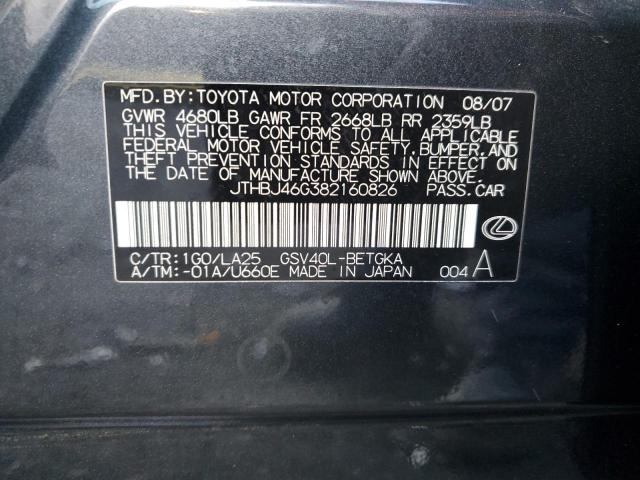 MFD.BY:TOYOTA MOTOR CORPORATION 08/07
GVWR 4680LB GAWR FR 2668LB RR 2359LB
THIS VEHICLE CONFORMS TO ALL APPLICABLE
FEDERAL MOTOR VEHICLE SAFETY,BUMPER,AND
THEFT PREVENTION STANDARDS IN EFFECT ON
THE DATE OF MANUFACTURE SHOWN ABOVE.
JTHBJ46G382160826 PASS.CAR
C/TR:1G0/LA25 GSV40L-BETGKA
A/TM:-01A/U660E MADE IN JAPAN 004 A